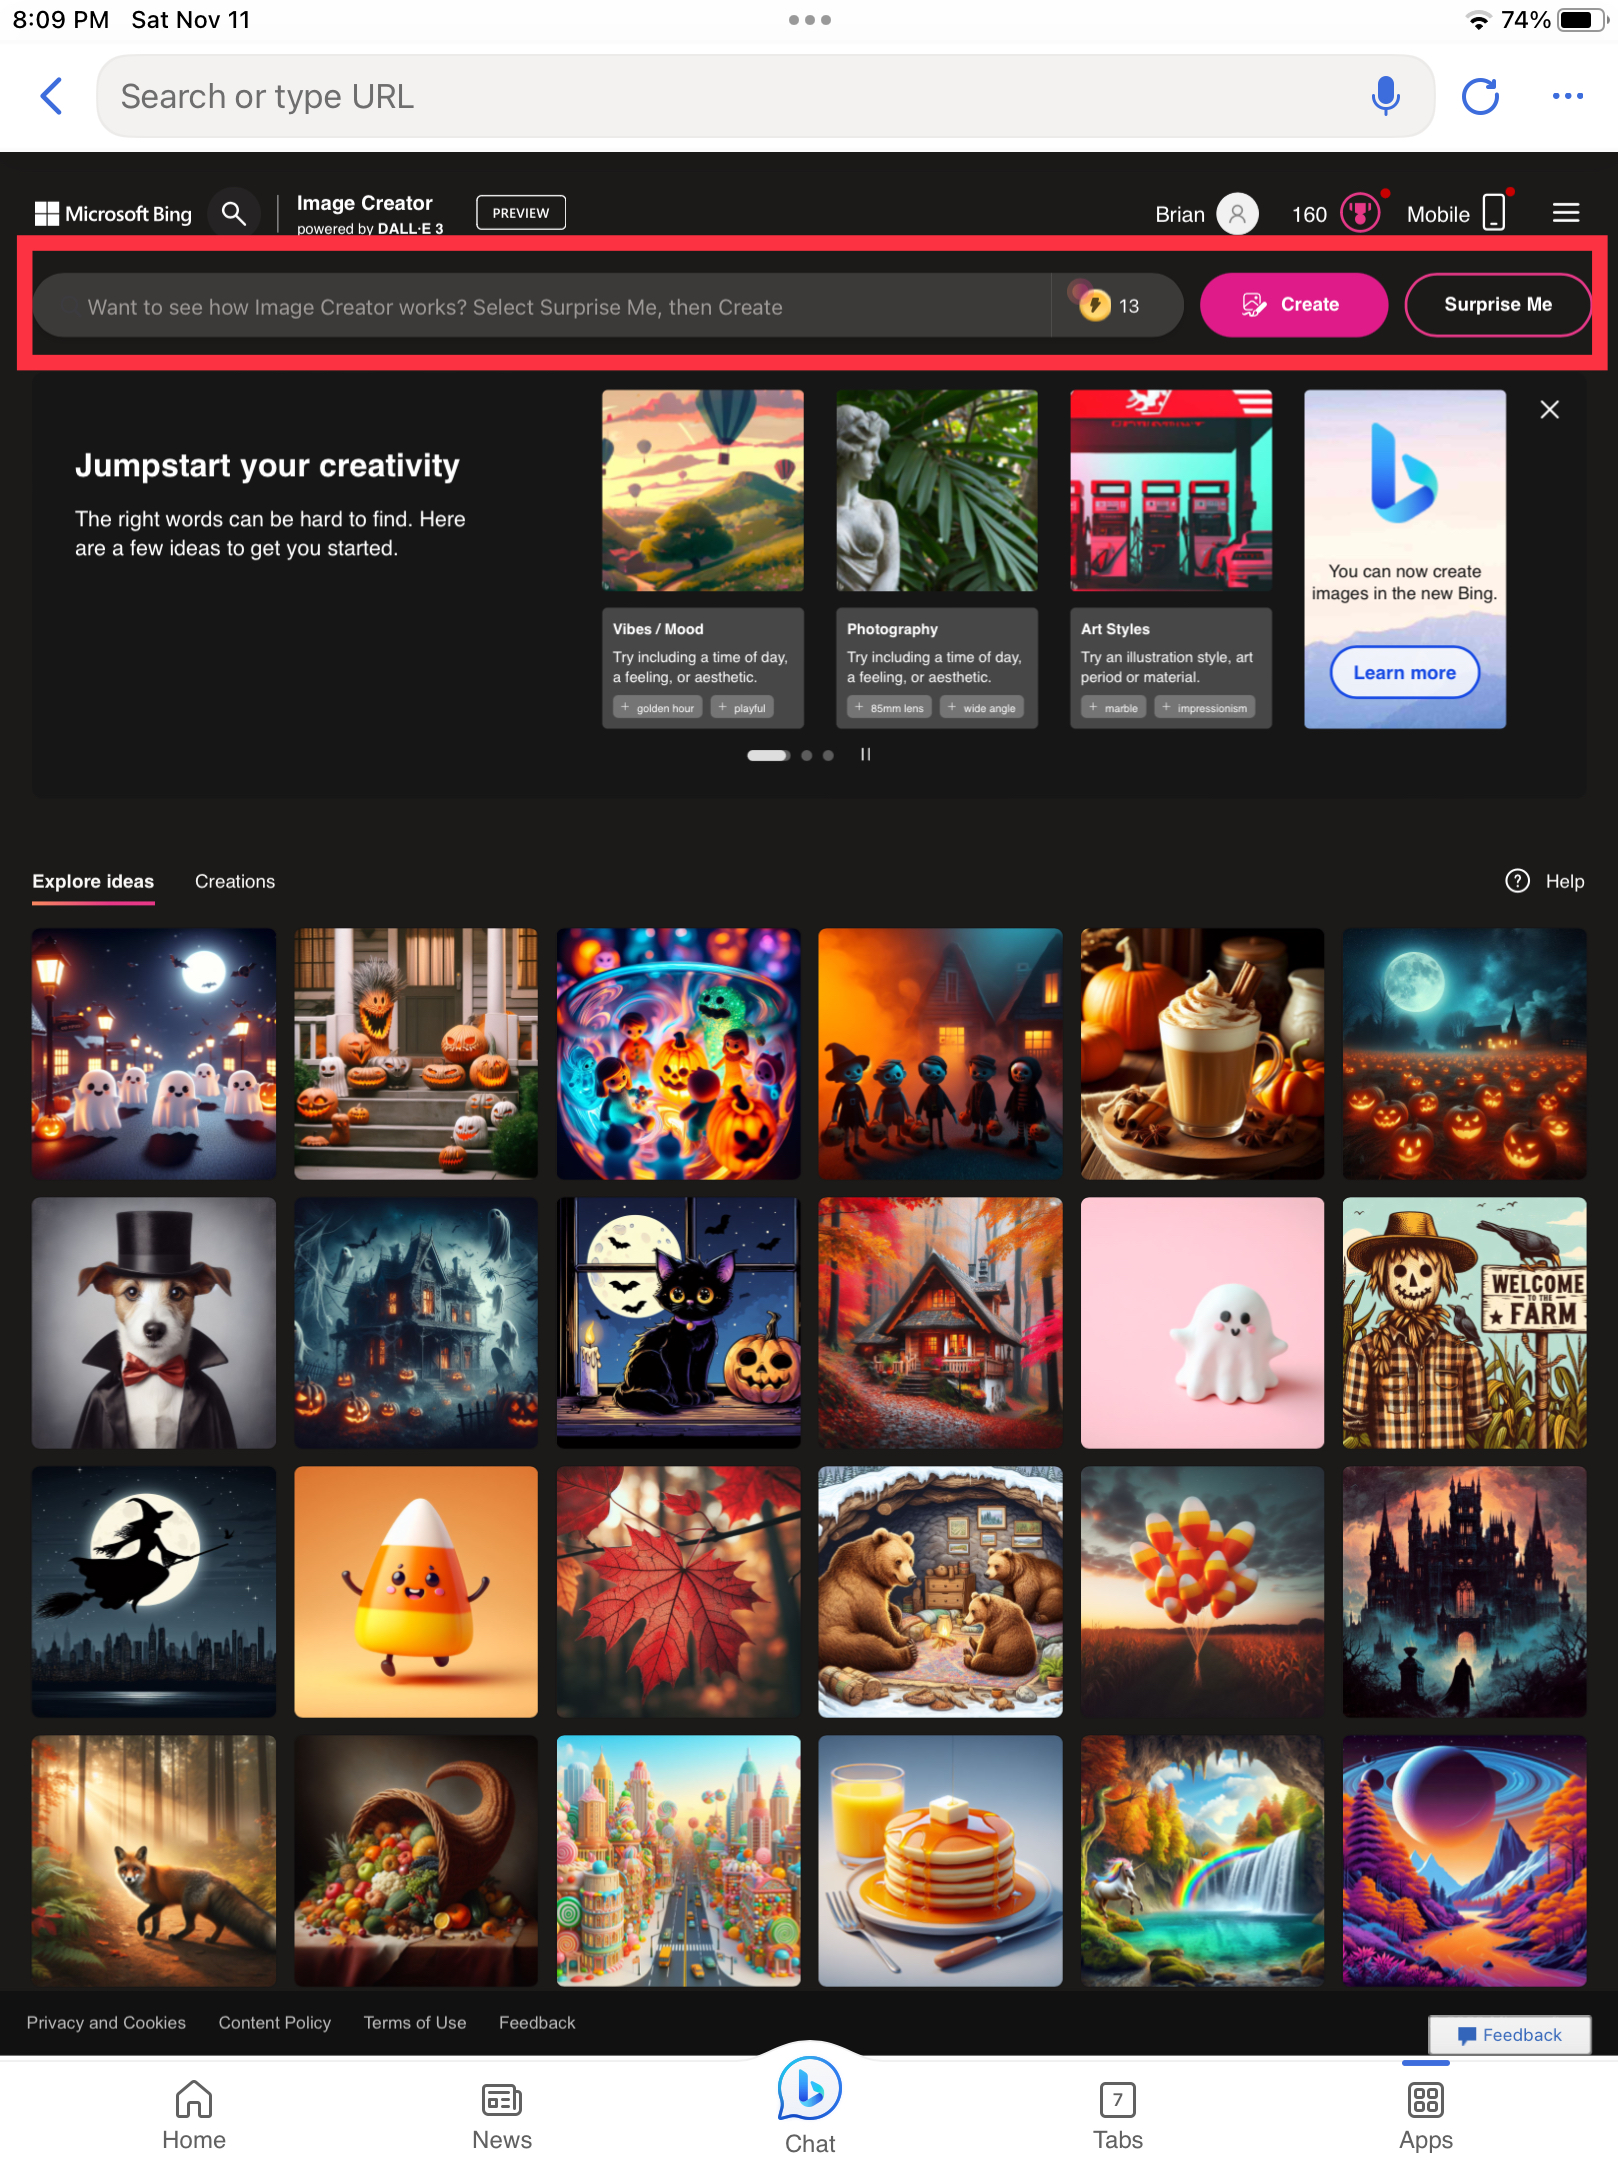 8:09 PM Sat Nov 11
74%
Search or type URL
Microsoft Bing
Image Creator
powered by DALL·E 3
PREVIEW
Brian
160
Mobile
Want to see how Image Creator works? Select Surprise Me, then Create
13
Create
Surprise Me
Jumpstart your creativity
The right words can be hard to find. Here
are a few ideas to get you started.
Vibes / Mood
Try including a time of day,
a feeling, or aesthetic.
+ golden hour
+ playful
Photography
Try including a time of day,
a feeling, or aesthetic.
+ 85mm lens
+ wide angle
Art Styles
Try an illustration style, art
period or material.
+ marble
+ impressionism
You can now create
images in the new Bing.
Learn more
Explore ideas
Creations
Help
WELCOME
TO THE
FARM
Privacy and Cookies
Content Policy
Terms of Use
Feedback
Feedback
Home
News
Chat
7
Tabs
Apps